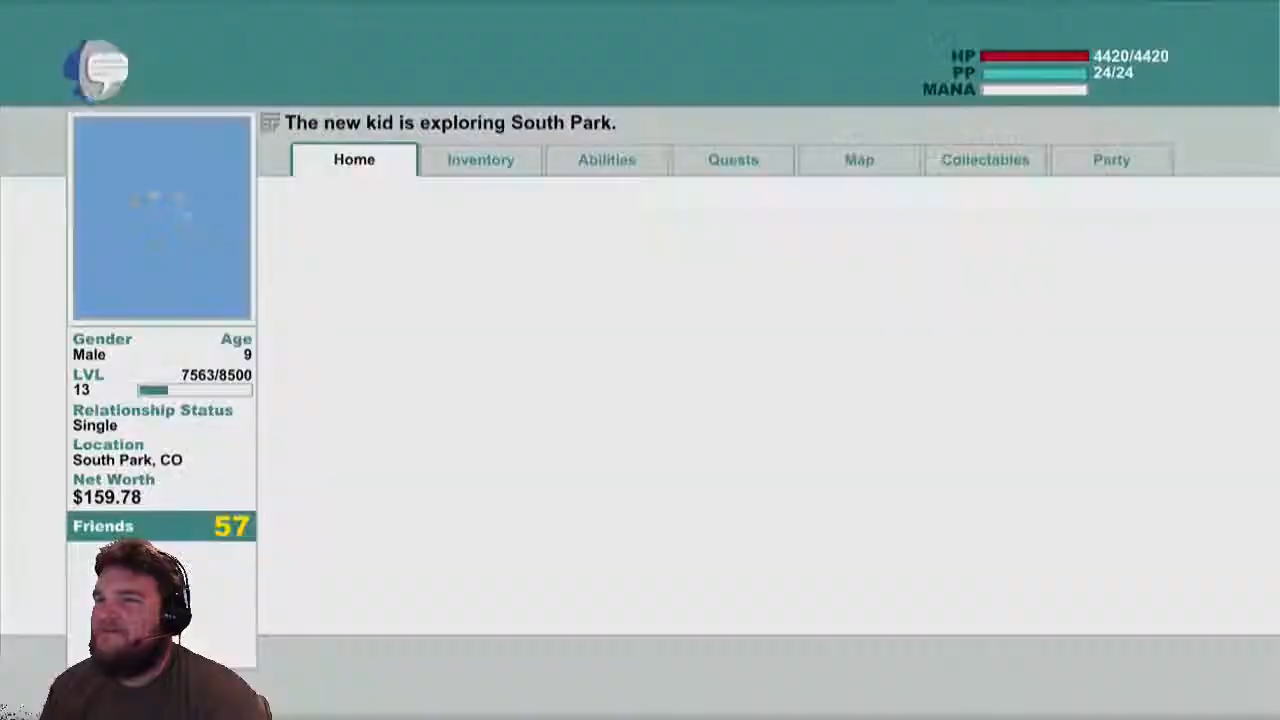 HP 4420/4420
PP 24/24
MANA
The new kid is exploring South Park.
Home Inventory Abilities Quests Map Collectables Party
Gender Age
Male 9
LVL 7563/8500
13
Relationship Status
Single
Location
South Park, CO
Net Worth
$159.78
Friends 57